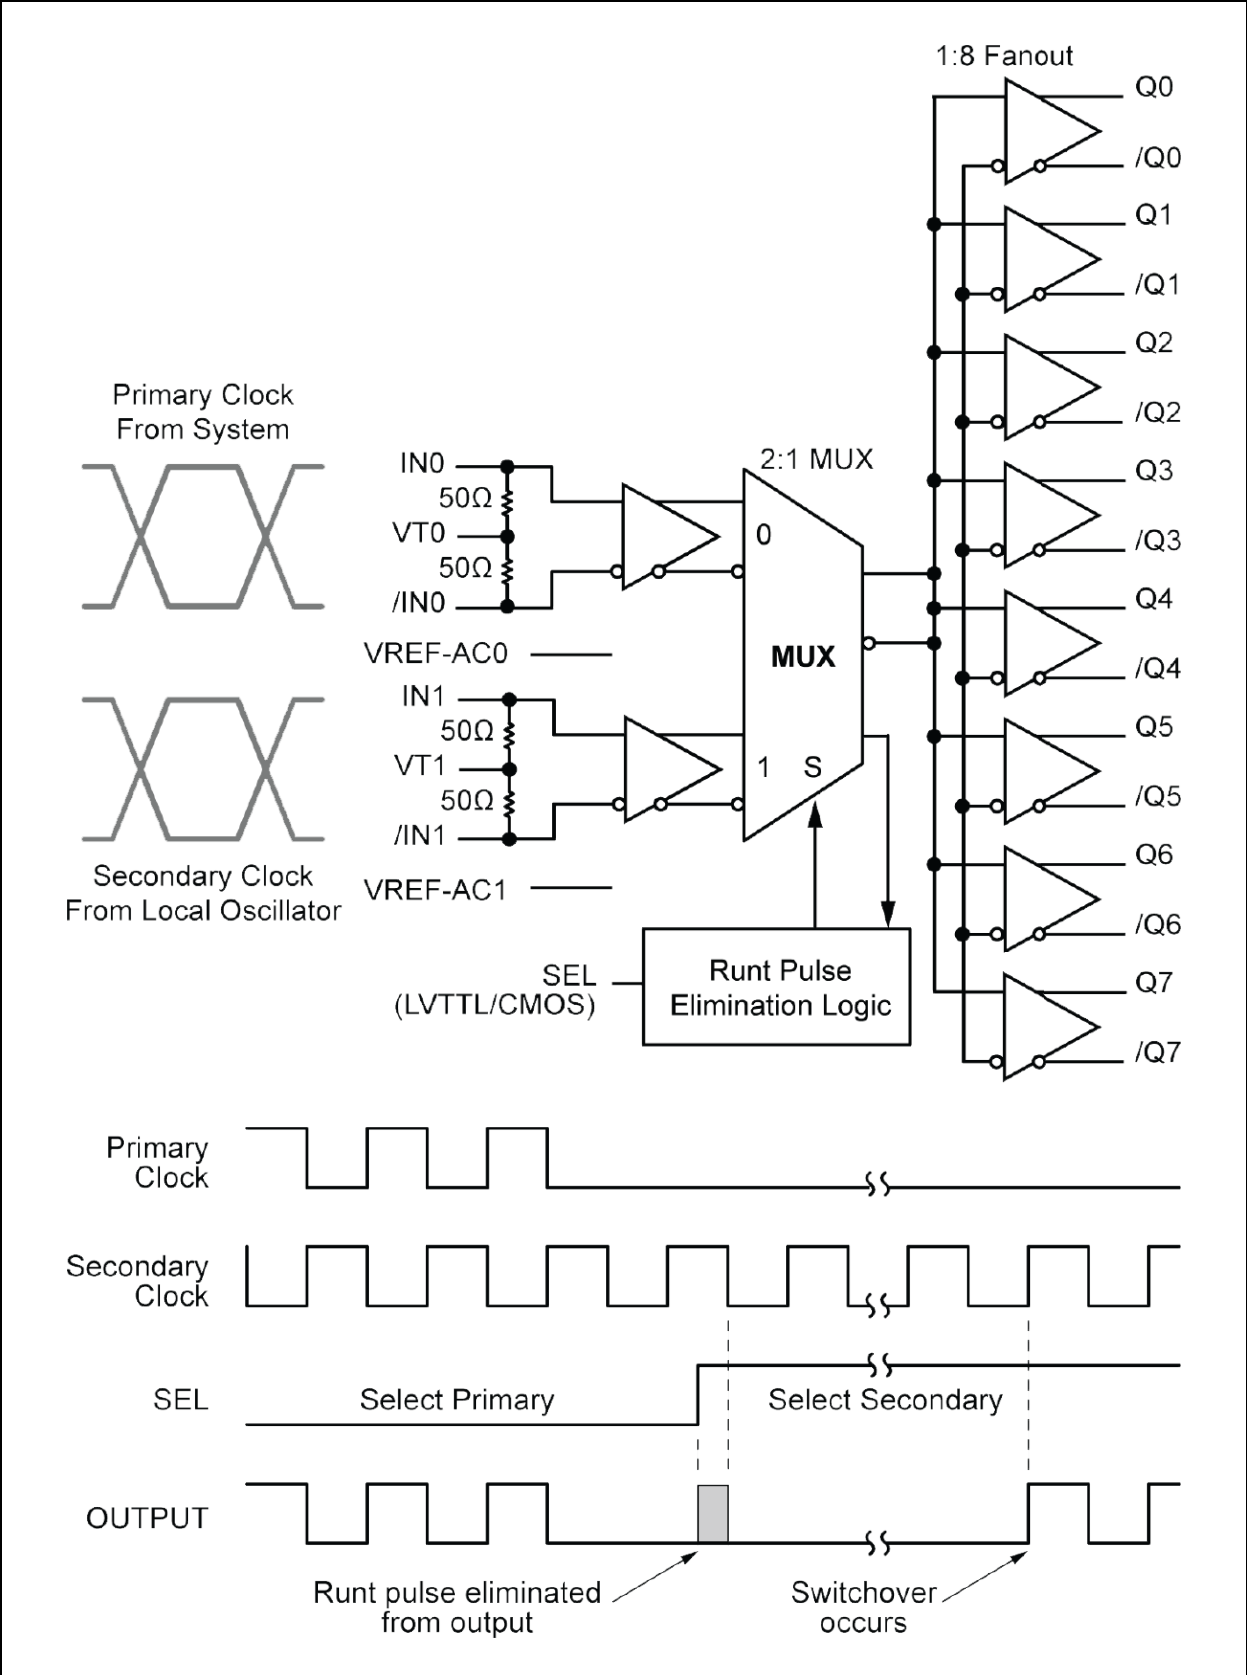 1:8 Fanout
Q0
/Q0
Q1
/Q1
Q2
/Q2
Q3
/Q3
Q4
/Q4
Q5
/Q5
Q6
/Q6
Q7
/Q7
Primary Clock
From System
IN0
50Ω
VT0
50Ω
/IN0
VREF-AC0
IN1
50Ω
VT1
50Ω
/IN1
VREF-AC1
Secondary Clock
From Local Oscillator
2:1 MUX
0
MUX
1 S
SEL
(LVTTL/CMOS)
Runt Pulse
Elimination Logic
Primary
Clock
Secondary
Clock
SEL
Select Primary
Select Secondary
OUTPUT
Runt pulse eliminated
from output
Switchover
occurs